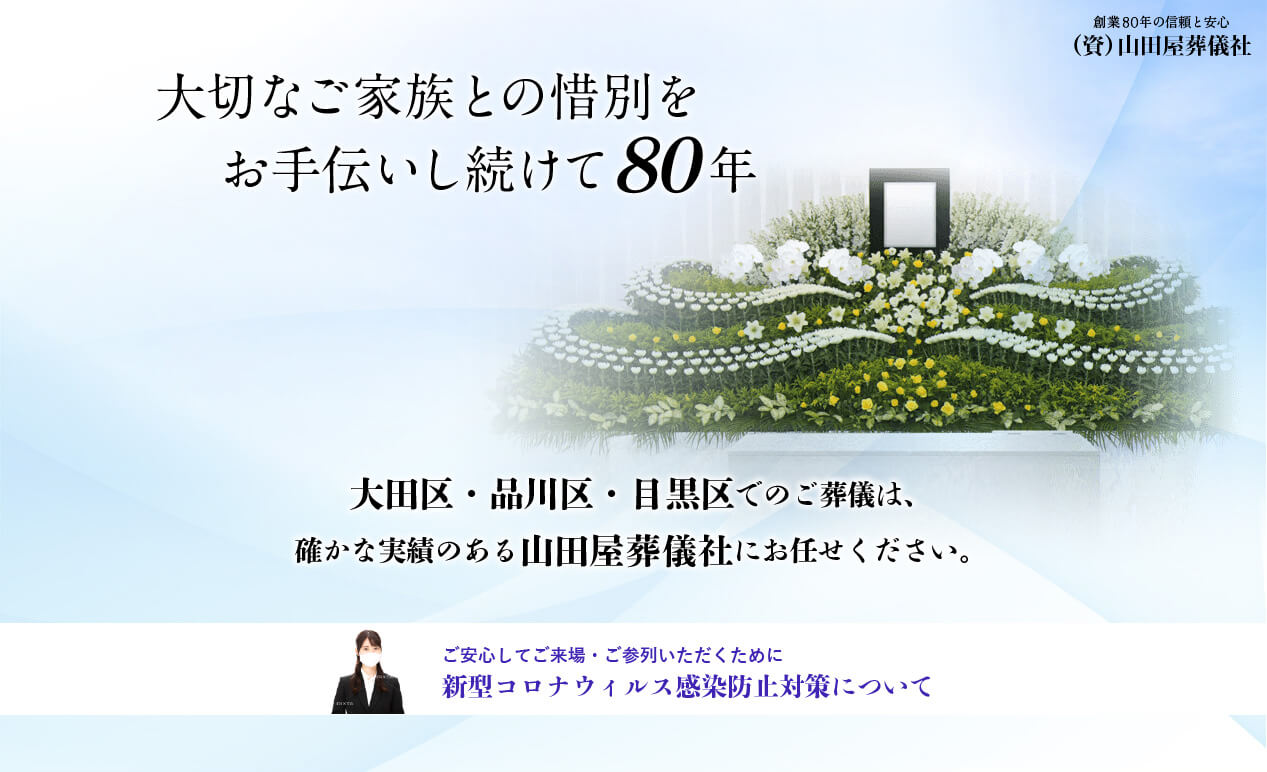 創業80年の信頼と安心
(資)山田屋葬儀社
大切なご家族との惜別を
お手伝いし続けて80年
大田区・品川区・目黒区でのご葬儀は、
確かな実績のある山田屋葬儀社にお任せください。
ご安心してご来場・ご参列いただくために
新型コロナウィルス感染防止対策について